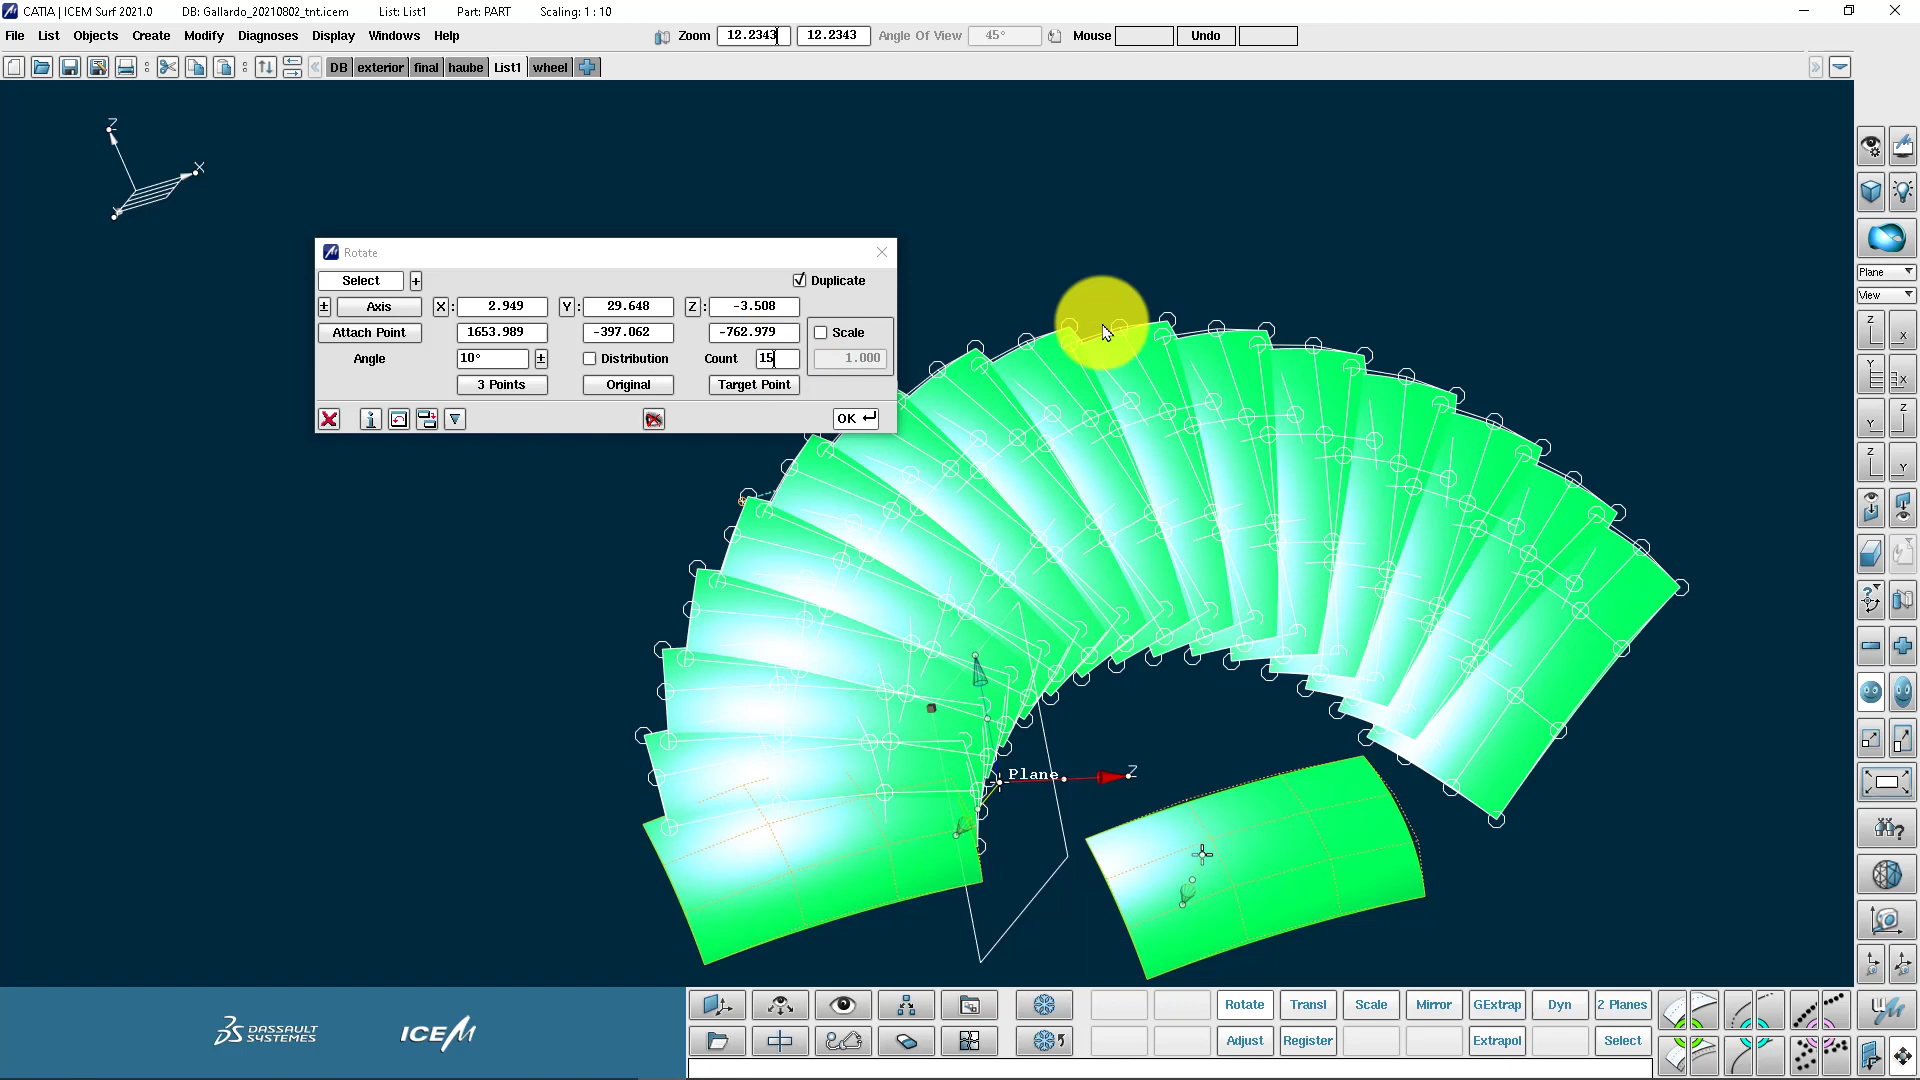 CATIA | ICEM Surf 2021.0 DB: Gallardo_20210802_tnt.icem List: List1 Part: PART Scaling: 1 : 10
File List Objects Create Modify Diagnoses Display Windows Help Zoom 12.2343 12.2343 Angle Of View 45° Mouse Undo
DB exterior final haube List1 wheel
Z
X
Rotate
Select + Duplicate
± Axis X : 2.949 Y : 29.648 Z : -3.508
Attach Point 1653.989 -397.062 -762.979 Scale
Angle 10° ± Distribution Count 15 1.000
3 Points Original Target Point
OK
Plane
View
Z X
Y X
Y Z
Z Y
Plane Z
DASSAULT SYSTEMES ICEM
Rotate Transl Scale Mirror GExtrap Dyn 2 Planes
Adjust Register Extrapol Select